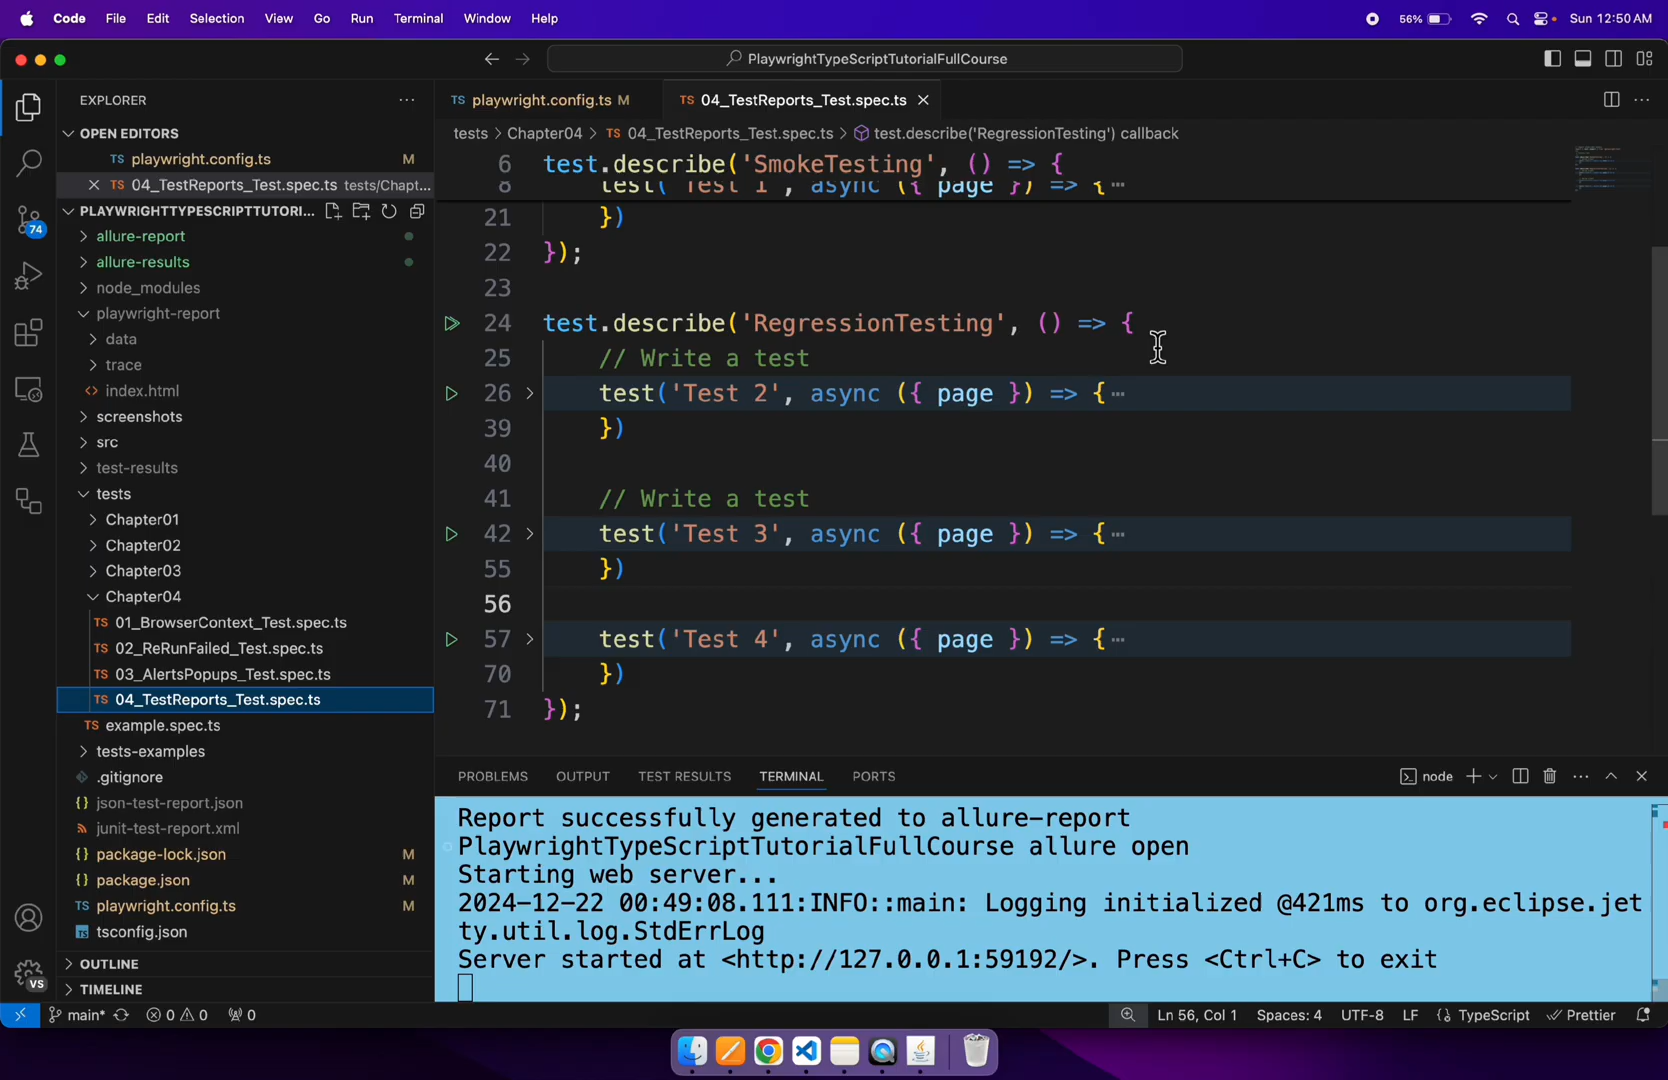 Code File Edit Selection View Go Run Terminal Window Help 56% Sun 12:50 AM
PlaywrightTypeScriptTutorialFullCourse
EXPLORER
OPEN EDITORS
TS playwright.config.ts M
TS 04_TestReports_Test.spec.ts tests/Chapt...
PLAYWRIGHTTYPESCRIPTTUTORI...
allure-report
allure-results
node_modules
playwright-report
data
trace
<> index.html
screenshots
src
test-results
tests
Chapter01
Chapter02
Chapter03
Chapter04
TS 01_BrowserContext_Test.spec.ts
TS 02_ReRunFailed_Test.spec.ts
TS 03_AlertsPopups_Test.spec.ts
TS 04_TestReports_Test.spec.ts
TS example.spec.ts
tests-examples
.gitignore
{} json-test-report.json
junit-test-report.xml
{} package-lock.json M
{} package.json M
TS playwright.config.ts M
TS tsconfig.json
OUTLINE
TIMELINE
74
VS
TS playwright.config.ts M TS 04_TestReports_Test.spec.ts
tests > Chapter04 > TS 04_TestReports_Test.spec.ts > test.describe('RegressionTesting') callback
6 test.describe('SmokeTesting', () => {
8 test('Test 1', async ({ page }) => {
21 })
22 });
23
24 test.describe('RegressionTesting', () => {
25 // Write a test
26 test('Test 2', async ({ page }) => {
39 })
40
41 // Write a test
42 test('Test 3', async ({ page }) => {
55 })
56
57 test('Test 4', async ({ page }) => {
70 })
71 });
PROBLEMS OUTPUT TEST RESULTS TERMINAL PORTS node
Report successfully generated to allure-report
PlaywrightTypeScriptTutorialFullCourse allure open
Starting web server...
2024-12-22 00:49:08.111:INFO::main: Logging initialized @421ms to org.eclipse.jet
ty.util.log.StdErrLog
Server started at <http://127.0.0.1:59192/>. Press <Ctrl+C> to exit
main* 0 0 0 Ln 56, Col 1 Spaces: 4 UTF-8 LF {} TypeScript Prettier